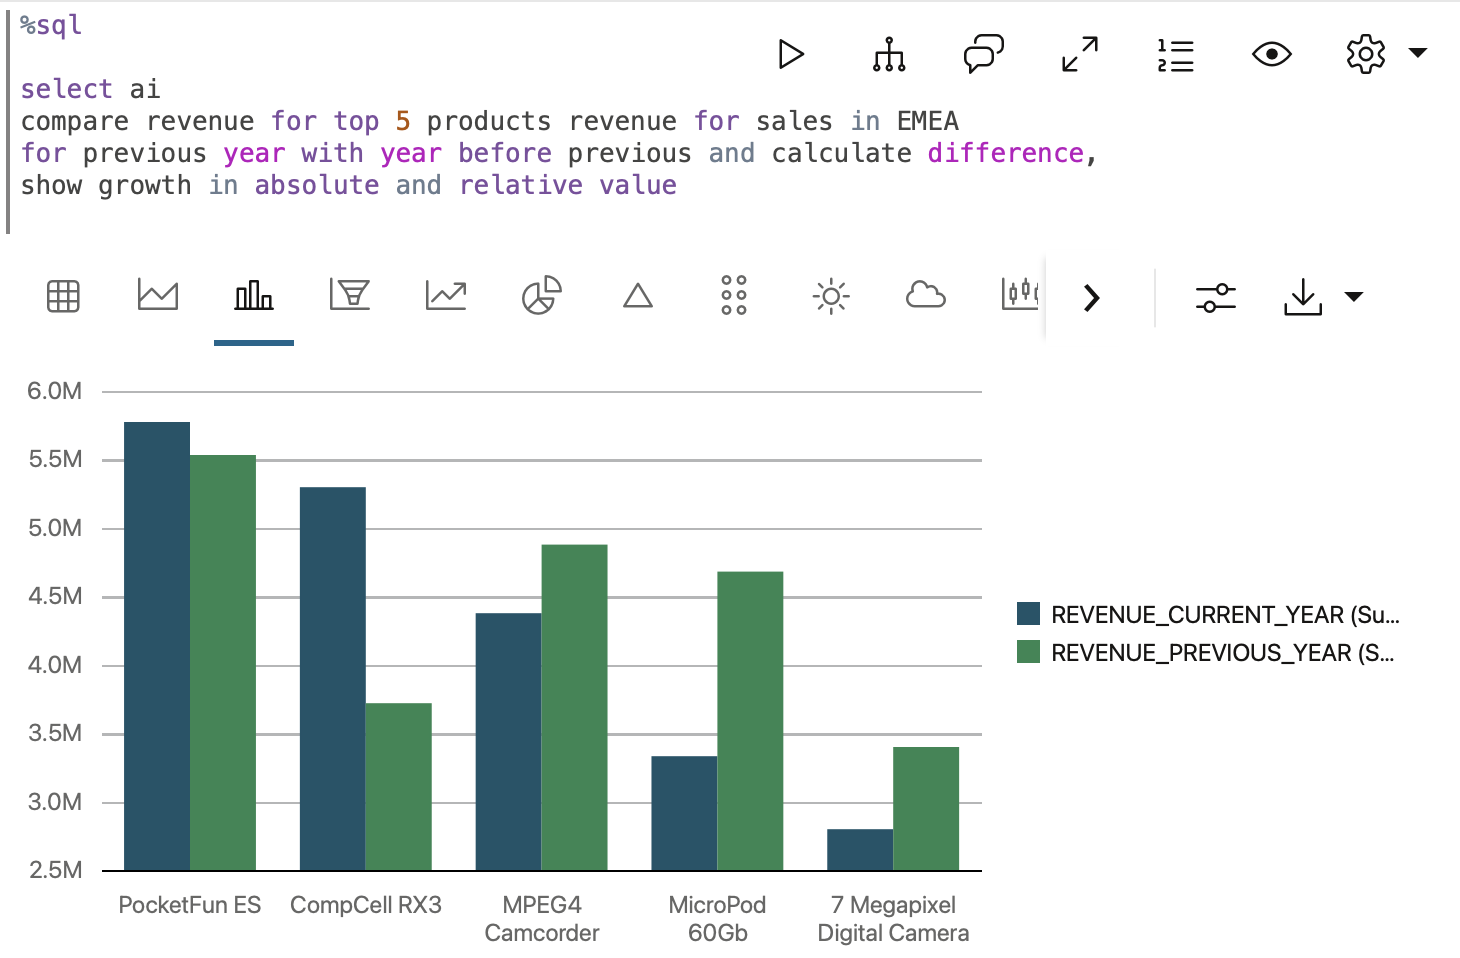 %sql
select ai
compare revenue for top 5 products revenue for sales in EMEA
for previous year with year before previous and calculate difference,
show growth in absolute and relative value
6.0M
5.5M
5.0M
4.5M
4.0M
3.5M
3.0M
2.5M
PocketFun ES
CompCell RX3
MPEG4
Camcorder
MicroPod
60Gb
7 Megapixel
Digital Camera
REVENUE_CURRENT_YEAR (Su...
REVENUE_PREVIOUS_YEAR (S...